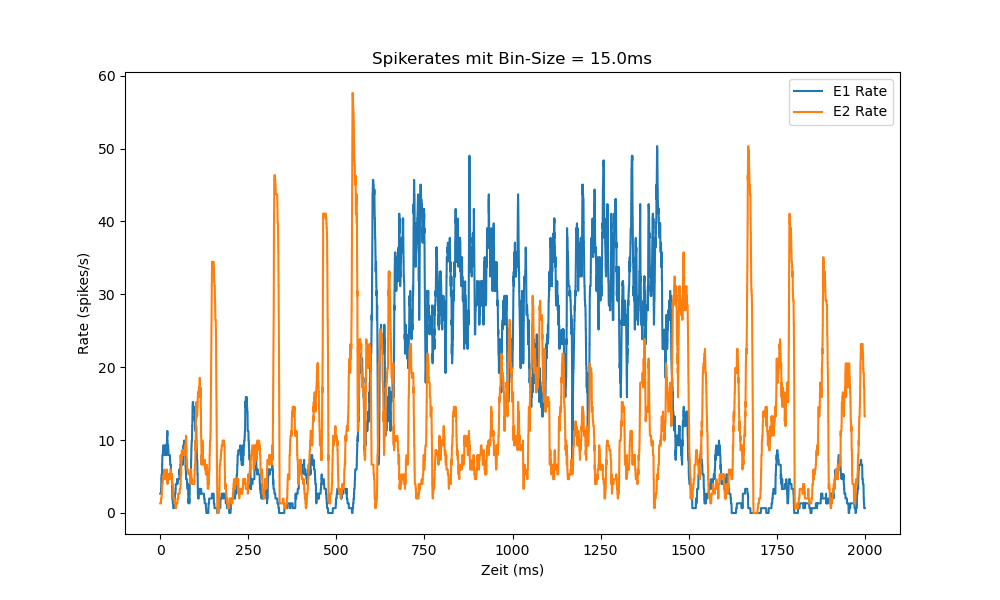 Spikerates mit Bin-Size = 15.0ms
E1 Rate
E2 Rate
Rate (spikes/s)
60
50
40
30
20
10
0
0 250 500 750 1000 1250 1500 1750 2000
Zeit (ms)